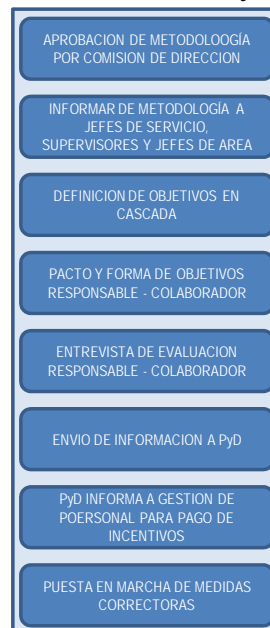 APROBACION DE METODOLOOGÍA
POR COMISION DE DIRECCION
INFORMAR DE METODOLOGÍA A
JEFES DE SERVICIO,
SUPERVISORES Y JEFES DE AREA
DEFINICION DE OBJETIVOS EN
CASCADA
PACTO Y FORMA DE OBJETIVOS
RESPONSABLE - COLABORADOR
ENTREVISTA DE EVALUACION
RESPONSABLE - COLABORADOR
ENVIO DE INFORMACION A PyD
PyD INFORMA A GESTION DE
POERSONAL PARA PAGO DE
INCENTIVOS
PUESTA EN MARCHA DE MEDIDAS
CORRECTORAS